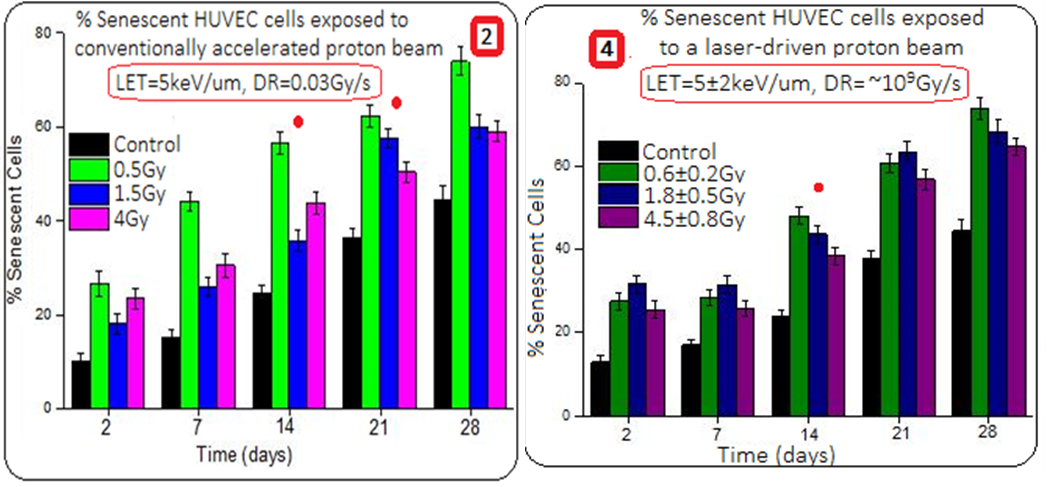 % Senescent HUVEC cells exposed to
conventionally accelerated proton beam
2
LET=5keV/um, DR=0.03Gy/s
Control
0.5Gy
1.5Gy
4Gy
% Senescent Cells
80
60
40
20
0
2 7 14 21 28
Time (days)
% Senescent HUVEC cells exposed
to a laser-driven proton beam
4
LET=5±2keV/um, DR= ~10⁹Gy/s
Control
0.6±0.2Gy
1.8±0.5Gy
4.5±0.8Gy
% Senescent Cells
80
60
40
20
0
2 7 14 21 28
Time (days)